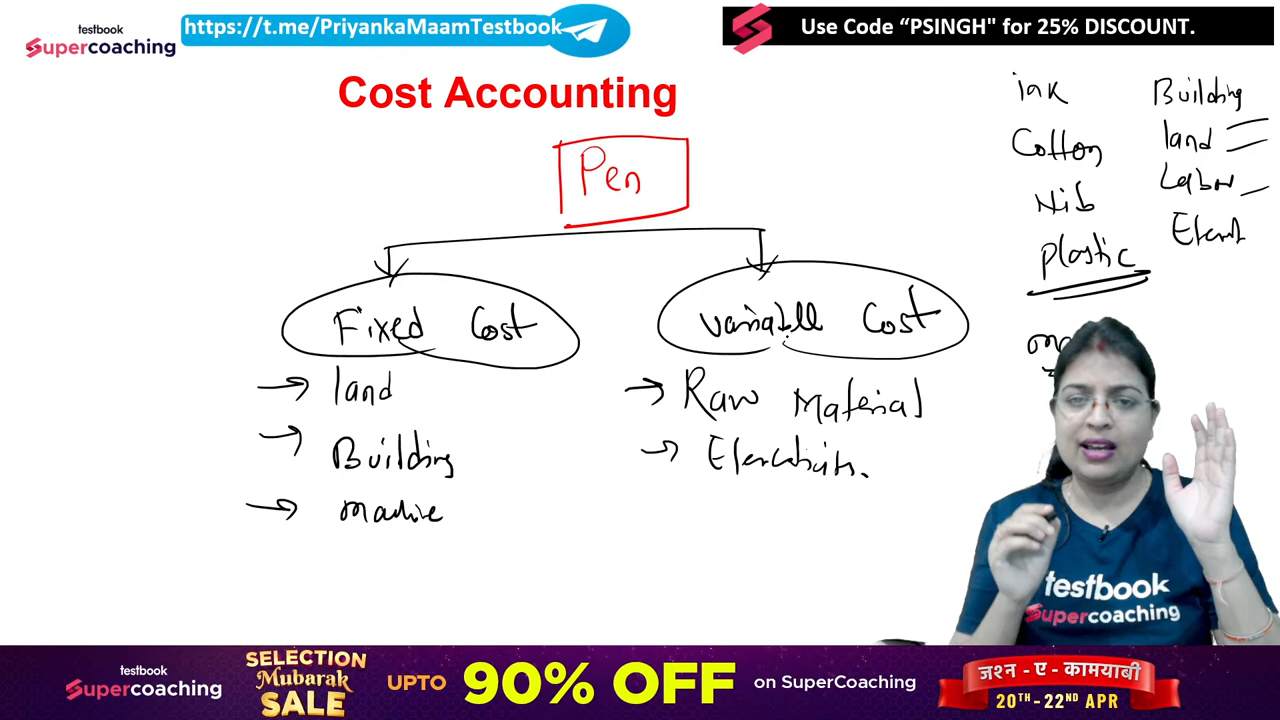 testbook
Supercoaching
https://t.me/PriyankaMaamTestbook
Use Code “PSINGH" for 25% DISCOUNT.
Cost Accounting
Pen
Fixed Cost
Variable Cost
→ land
→ Building
→
→ Raw Material
→
ink
Cotton
Nib
Plastic
Building
land
Labor
testbook
Supercoaching
testbook
Supercoaching
SELECTION
Mubarak
SALE
UPTO 90% OFF on SuperCoaching
जश्न - ए - कामयाबी
20TH - 22ND APR